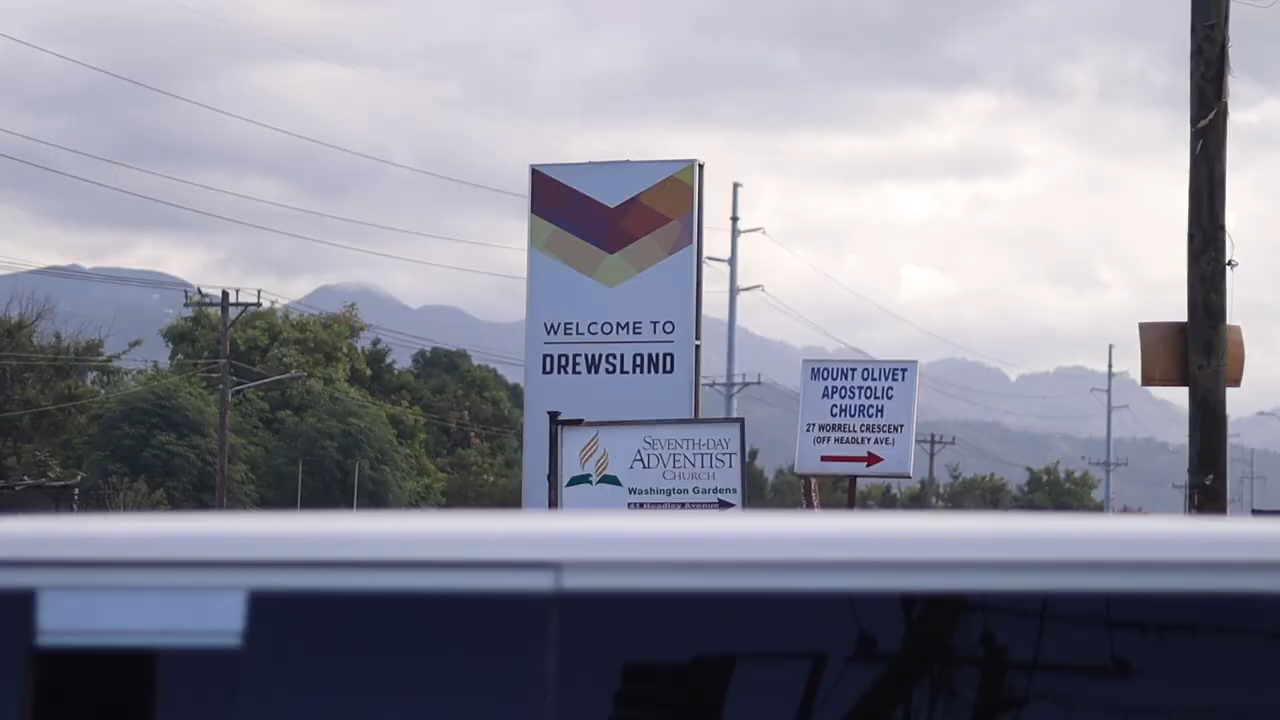 WELCOME TO
DREWSLAND
SEVENTH-DAY
ADVENTIST
CHURCH
Washington Gardens
41 Headley Avenue
MOUNT OLIVET
APOSTOLIC
CHURCH
27 WORRELL CRESCENT
(OFF HEADLEY AVE.)